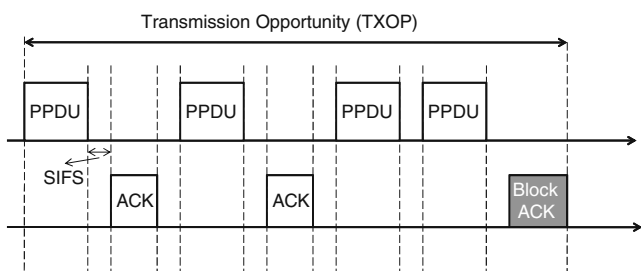 Transmission Opportunity (TXOP)
PPDU
PPDU
PPDU
PPDU
SIFS
ACK
ACK
Block
ACK